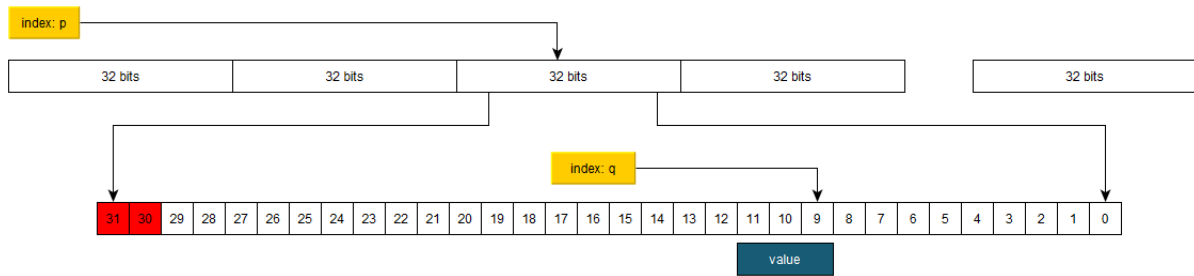 index: p
32 bits 32 bits 32 bits 32 bits 32 bits
index: q
31 30 29 28 27 26 25 24 23 22 21 20 19 18 17 16 15 14 13 12 11 10 9 8 7 6 5 4 3 2 1 0
value